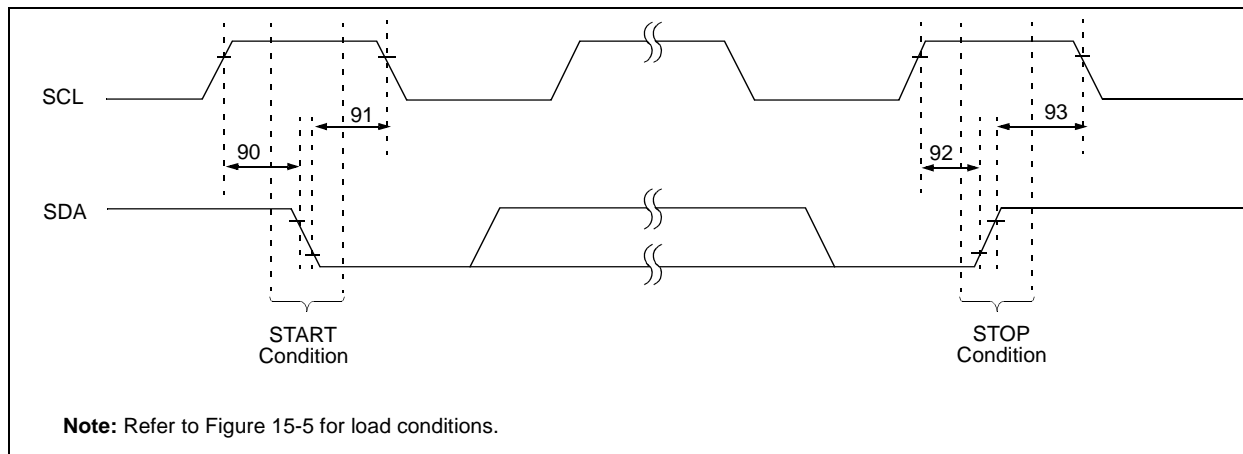 SCL
91
93
90
92
SDA
START
Condition
STOP
Condition
Note: Refer to Figure 15-5 for load conditions.